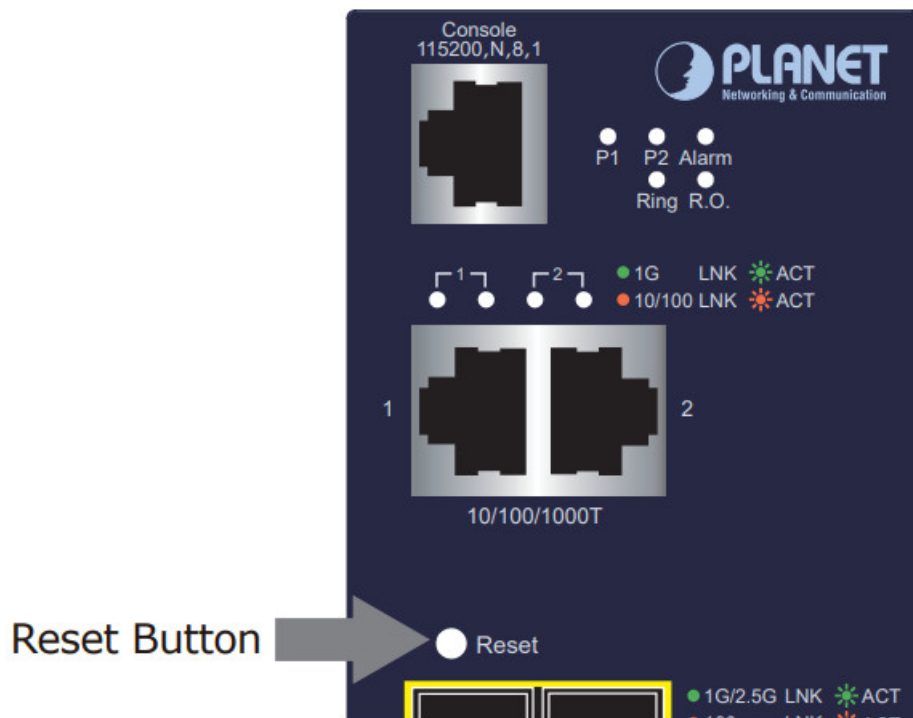 Console
115200,N,8,1
PLANET
Networking & Communication
P1 P2 Alarm
Ring R.O.
1 2
1G LNK ACT
10/100 LNK ACT
1 2
10/100/1000T
Reset Button
Reset
1G/2.5G LNK ACT